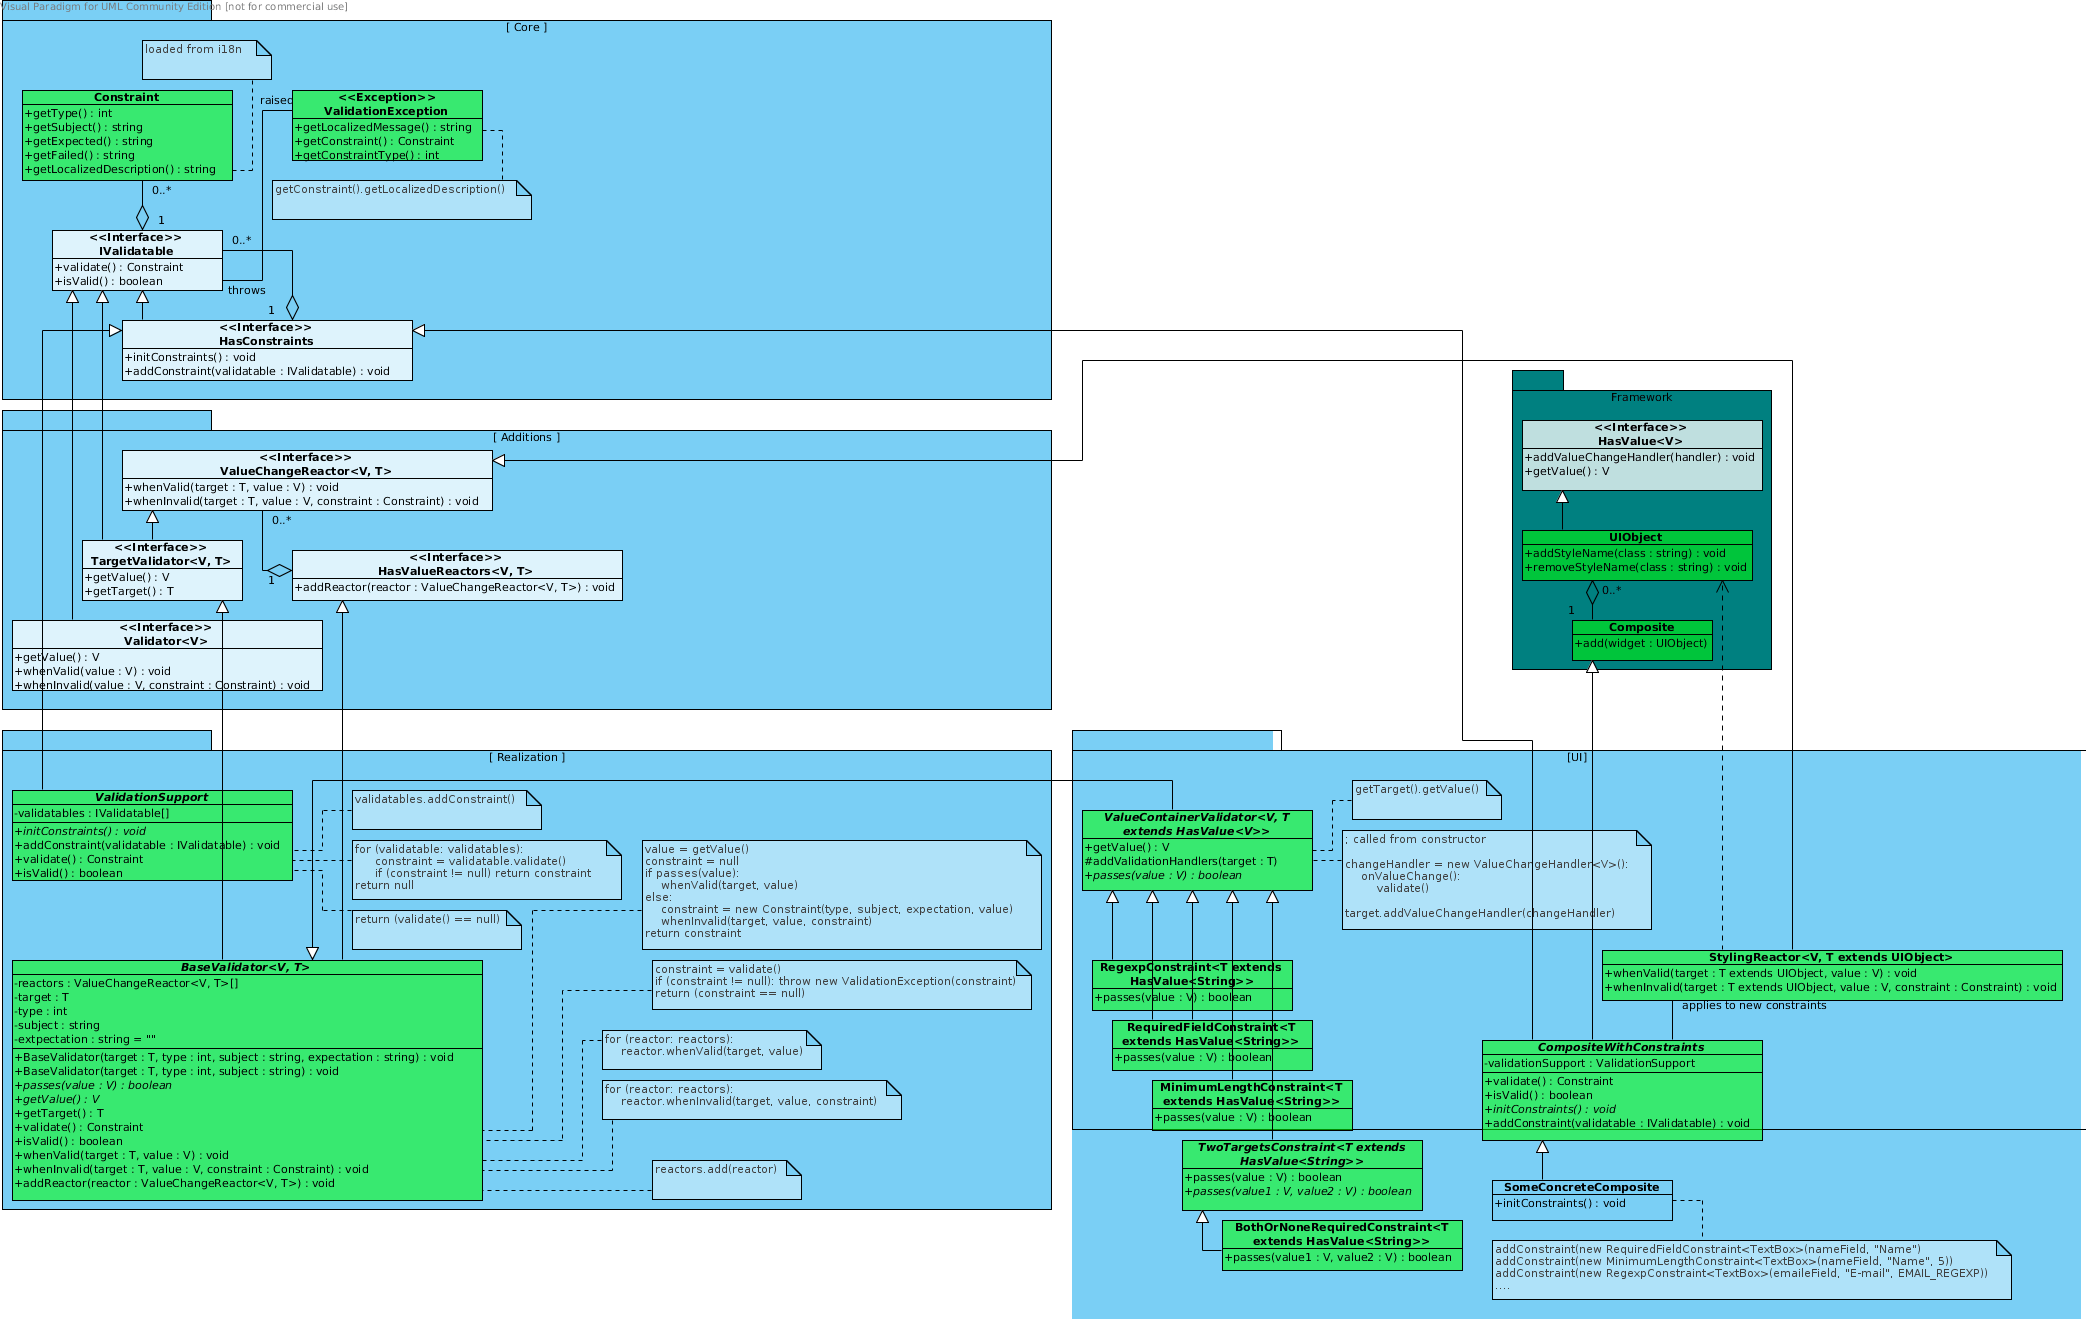 Visual Paradigm for UML Community Edition [not for commercial use]
[ Core ]
loaded from i18n
Constraint
+getType() : int
+getSubject() : string
+getExpected() : string
+getFailed() : string
+getLocalizedDescription() : string
raised
<<Exception>>
ValidationException
+getLocalizedMessage() : string
+getConstraint() : Constraint
+getConstraintType() : int
getConstraint().getLocalizedDescription()
0..*
1
<<Interface>>
IValidatable
+validate() : Constraint
+isValid() : boolean
0..*
throws
1
<<Interface>>
HasConstraints
+initConstraints() : void
+addConstraint(validatable : IValidatable) : void
[ Additions ]
<<Interface>>
ValueChangeReactor<V, T>
+whenValid(target : T, value : V) : void
+whenInvalid(target : T, value : V, constraint : Constraint) : void
0..*
1
<<Interface>>
TargetValidator<V, T>
+getValue() : V
+getTarget() : T
<<Interface>>
HasValueReactors<V, T>
+addReactor(reactor : ValueChangeReactor<V, T>) : void
<<Interface>>
Validator<V>
+getValue() : V
+whenValid(value : V) : void
+whenInvalid(value : V, constraint : Constraint) : void
Framework
<<Interface>>
HasValue<V>
+addValueChangeHandler(handler) : void
+getValue() : V
UIObject
+addStyleName(class : string) : void
+removeStyleName(class : string) : void
0..*
1
Composite
+add(widget : UIObject)
[ Realization ]
ValidationSupport
-validatables : IValidatable[]
+initConstraints() : void
+addConstraint(validatable : IValidatable) : void
+validate() : Constraint
+isValid() : boolean
validatables.addConstraint()
for (validatable: validatables):
constraint = validatable.validate()
if (constraint != null) return constraint
return null
return (validate() == null)
value = getValue()
constraint = null
if passes(value):
whenValid(target, value)
else:
constraint = new Constraint(type, subject, expectation, value)
whenInvalid(target, value, constraint)
return constraint
constraint = validate()
if (constraint != null): throw new ValidationException(constraint)
return (constraint == null)
for (reactor: reactors):
reactor.whenValid(target, value)
for (reactor: reactors):
reactor.whenInvalid(target, value, constraint)
reactors.add(reactor)
BaseValidator<V, T>
-reactors : ValueChangeReactor<V, T>[]
-target : T
-type : int
-subject : string
-extpectation : string = ""
+BaseValidator(target : T, type : int, subject : string, expectation : string) : void
+BaseValidator(target : T, type : int, subject : string) : void
+passes(value : V) : boolean
+getValue() : V
+getTarget() : T
+validate() : Constraint
+isValid() : boolean
+whenValid(target : T, value : V) : void
+whenInvalid(target : T, value : V, constraint : Constraint) : void
+addReactor(reactor : ValueChangeReactor<V, T>) : void
[UI]
getTarget().getValue()
ValueContainerValidator<V, T
extends HasValue<V>>
+getValue() : V
#addValidationHandlers(target : T)
+passes(value : V) : boolean
; called from constructor
changeHandler = new ValueChangeHandler<V>():
onValueChange():
validate()
target.addValueChangeHandler(changeHandler)
RegexpConstraint<T extends
HasValue<String>>
+passes(value : V) : boolean
RequiredFieldConstraint<T
extends HasValue<String>>
+passes(value : V) : boolean
MinimumLengthConstraint<T
extends HasValue<String>>
+passes(value : V) : boolean
TwoTargetsConstraint<T extends
HasValue<String>>
+passes(value : V) : boolean
+passes(value1 : V, value2 : V) : boolean
BothOrNoneRequiredConstraint<T
extends HasValue<String>>
+passes(value1 : V, value2 : V) : boolean
StylingReactor<V, T extends UIObject>
+whenValid(target : T extends UIObject, value : V) : void
+whenInvalid(target : T extends UIObject, value : V, constraint : Constraint) : void
applies to new constraints
CompositeWithConstraints
-validationSupport : ValidationSupport
+validate() : Constraint
+isValid() : boolean
+initConstraints() : void
+addConstraint(validatable : IValidatable) : void
SomeConcreteComposite
+initConstraints() : void
addConstraint(new RequiredFieldConstraint<TextBox>(nameField, "Name")
addConstraint(new MinimumLengthConstraint<TextBox>(nameField, "Name", 5))
addConstraint(new RegexpConstraint<TextBox>(emaileField, "E-mail", EMAIL_REGEXP))
....